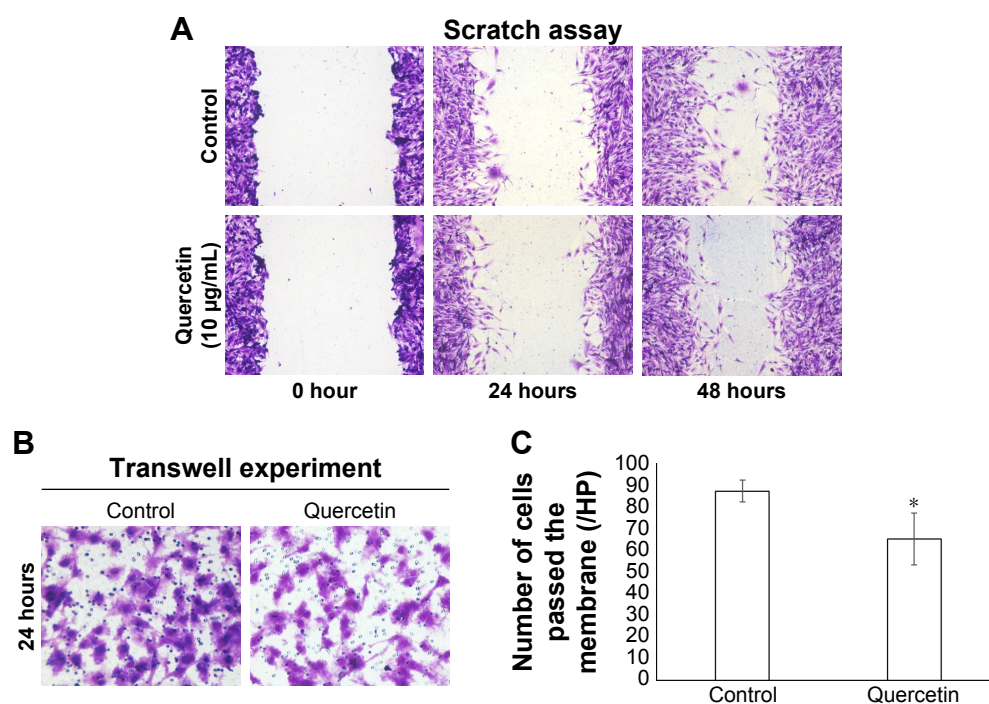 A
Scratch assay
Control
Quercetin
(10 µg/mL)
0 hour
24 hours
48 hours
B
Transwell experiment
Control
Quercetin
24 hours
C
Number of cells
passed the
membrane (/HP)
100
90
80
70
60
50
40
30
20
10
0
*
Control
Quercetin